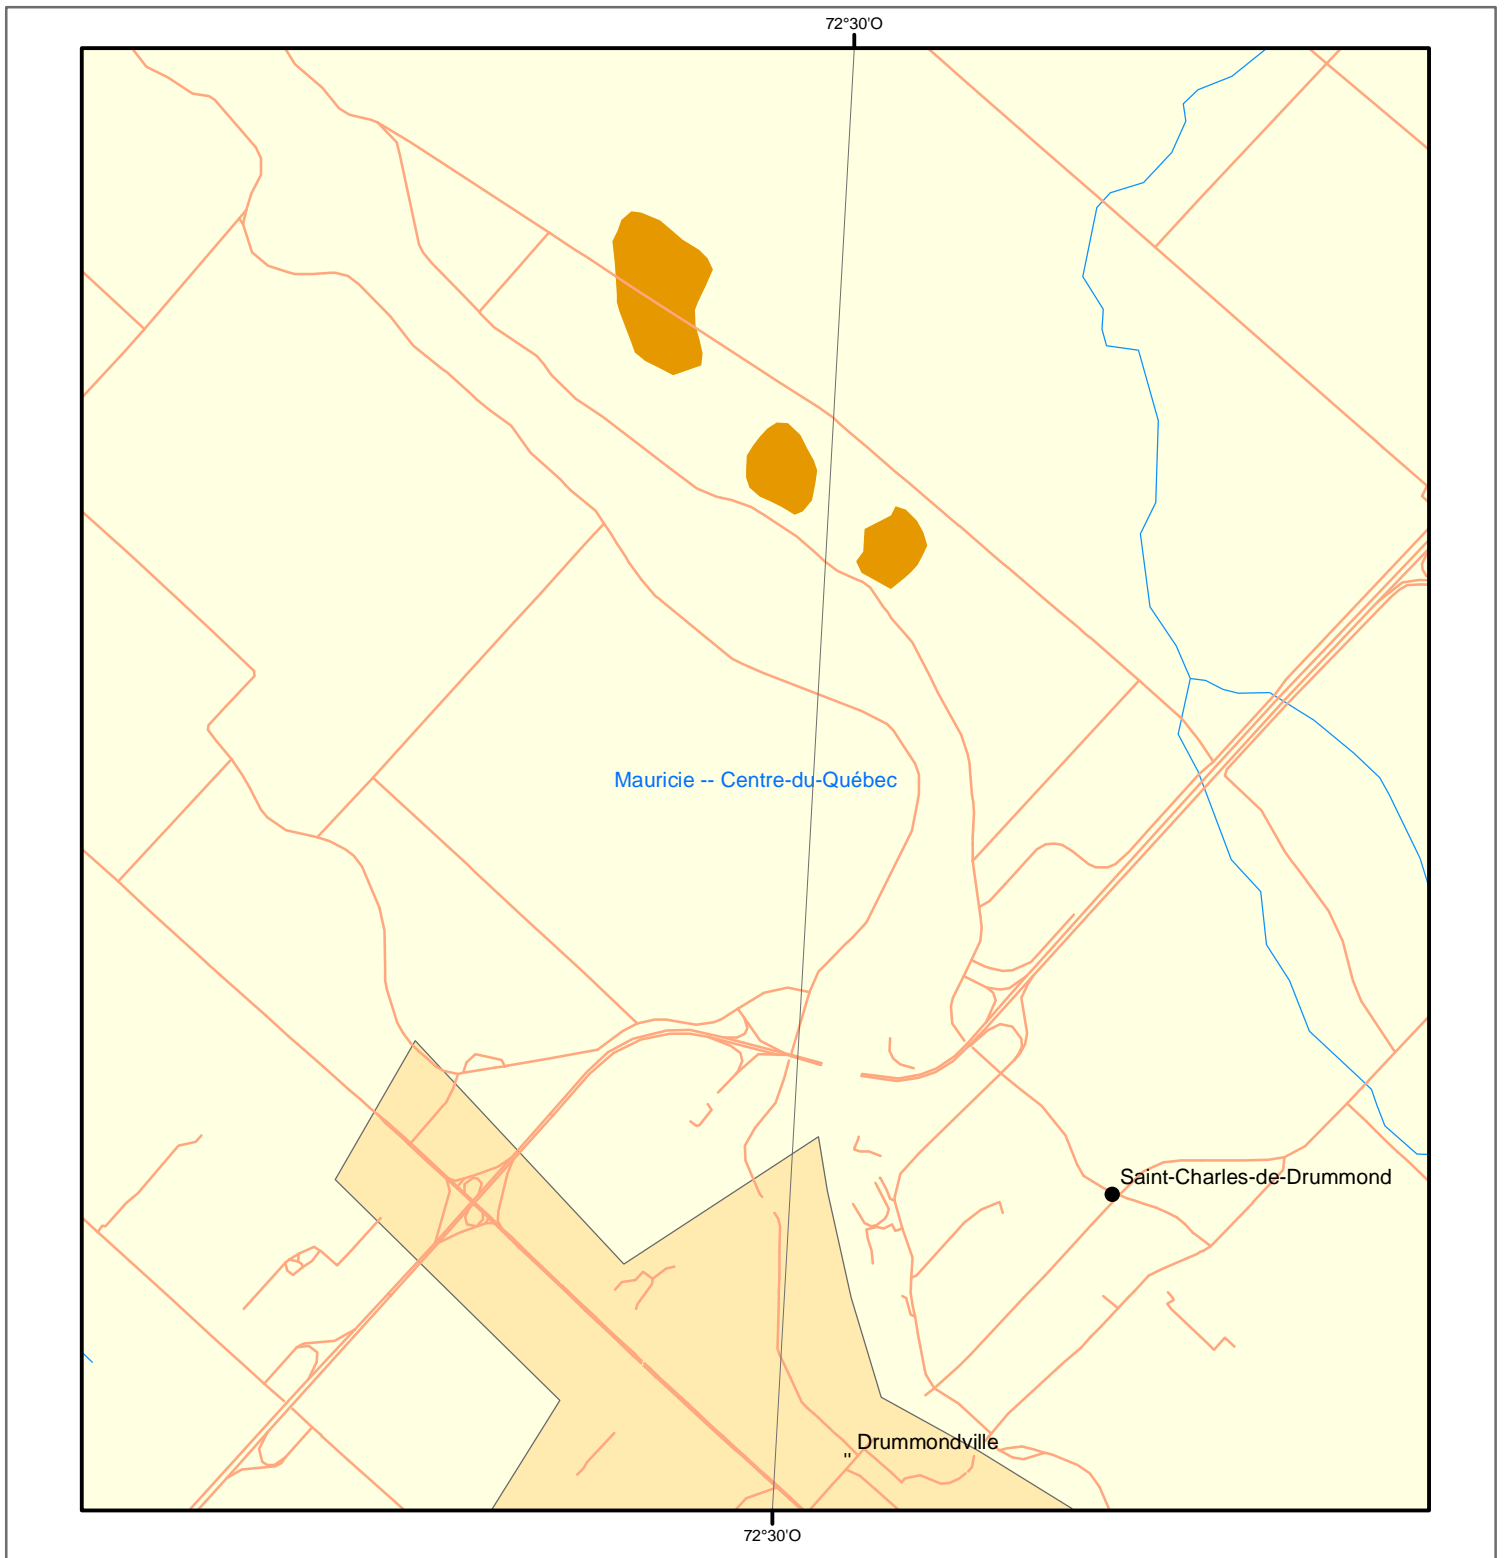 72°30'O
Mauricie -- Centre-du-Québec
Saint-Charles-de-Drummond
Drummondville
"
72°30'O